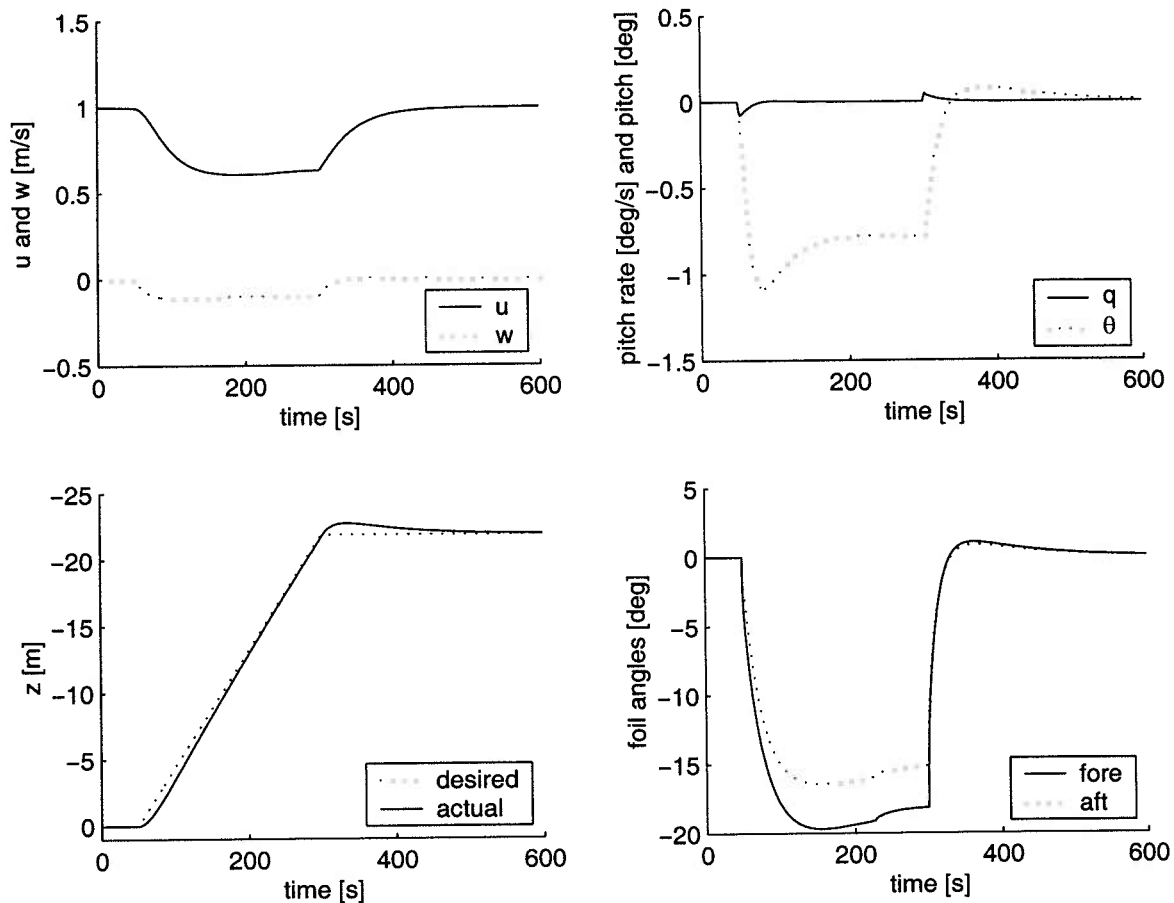 1.5
1
0.5
0
−0.5
u and w [m/s]
0
200
400
600
time [s]
u
w
0.5
0
−0.5
−1
−1.5
pitch rate [deg/s] and pitch [deg]
0
200
400
600
time [s]
q
θ
−25
−20
−15
−10
−5
0
z [m]
0
200
400
600
time [s]
desired
actual
5
0
−5
−10
−15
−20
foil angles [deg]
0
200
400
600
time [s]
fore
aft